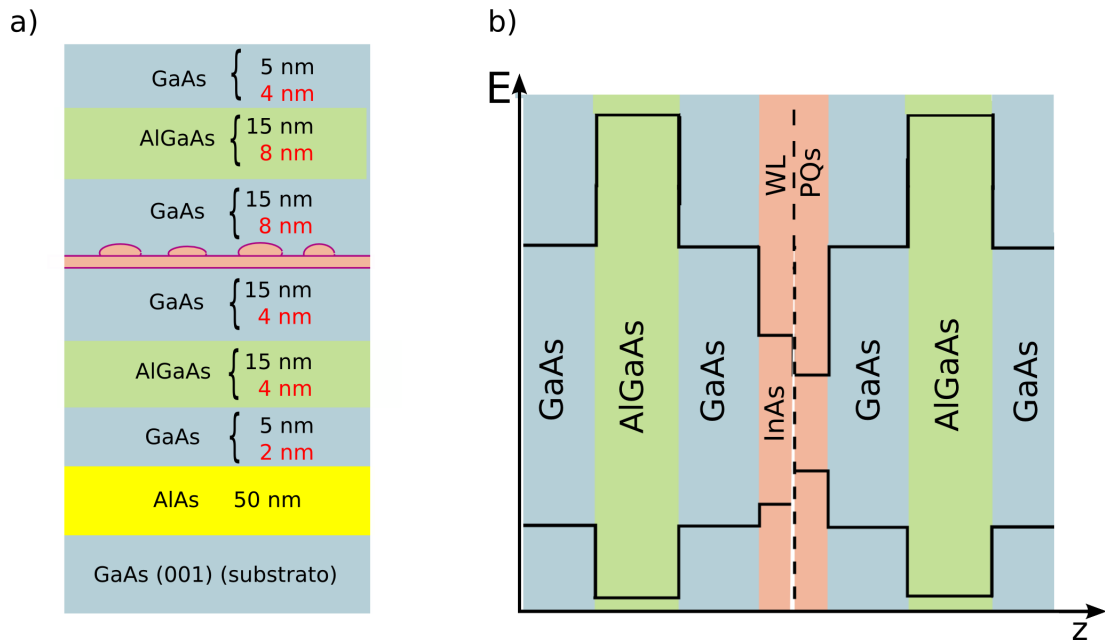 a)
GaAs { 5 nm
4 nm
AlGaAs { 15 nm
8 nm
GaAs { 15 nm
8 nm
GaAs { 15 nm
4 nm
AlGaAs { 15 nm
4 nm
GaAs { 5 nm
2 nm
AlAs 50 nm
GaAs (001) (substrato)
b)
E
WL
PQs
GaAs
AlGaAs
GaAs
InAs
GaAs
AlGaAs
GaAs
z